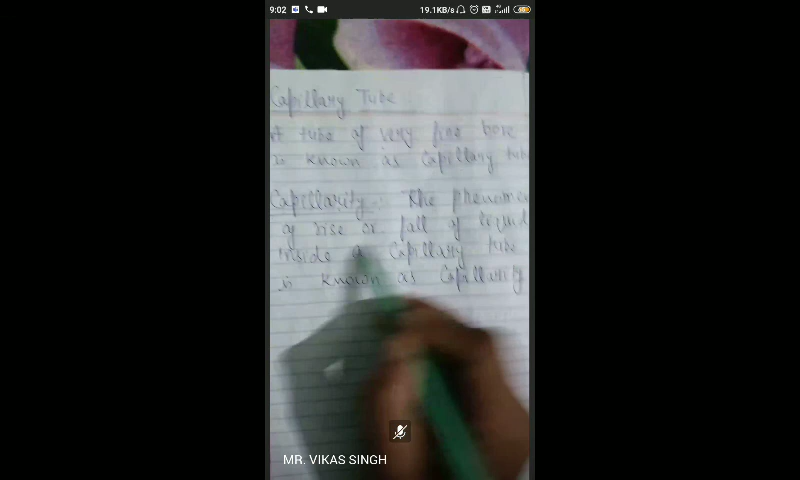 9:02
19.1KB/s
Capillary Tube
A tube of very fine bore
is known as Capillary tube
Capillarity : The phenomen
of rise or fall of liquid
inside a Capillary tube
is known as Capillarity
MR. VIKAS SINGH